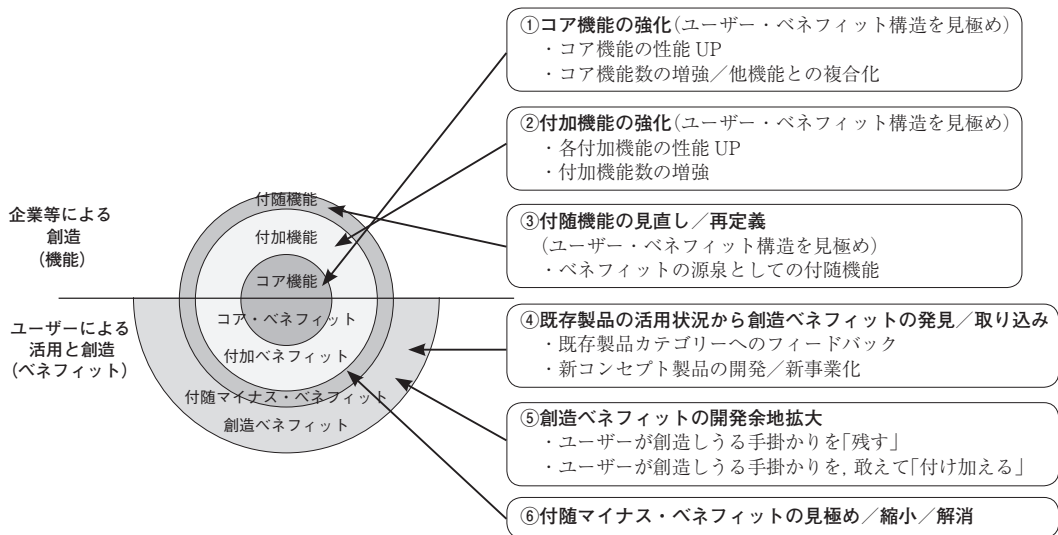 ①コア機能の強化（ユーザー・ベネフィット構造を見極め）
・コア機能の性能 UP
・コア機能数の増強／他機能との複合化
②付加機能の強化（ユーザー・ベネフィット構造を見極め）
・各付加機能の性能 UP
・付加機能数の増強
③付随機能の見直し／再定義
（ユーザー・ベネフィット構造を見極め）
・ベネフィットの源泉としての付随機能
④既存製品の活用状況から創造ベネフィットの発見／取り込み
・既存製品カテゴリーへのフィードバック
・新コンセプト製品の開発／新事業化
⑤創造ベネフィットの開発余地拡大
・ユーザーが創造しうる手掛かりを「残す」
・ユーザーが創造しうる手掛かりを，敢えて「付け加える」
⑥付随マイナス・ベネフィットの見極め／縮小／解消
企業等による
創造
（機能）
ユーザーによる
活用と創造
（ベネフィット）
付随機能
付加機能
コア機能
コア・ベネフィット
付加ベネフィット
付随マイナス・ベネフィット
創造ベネフィット